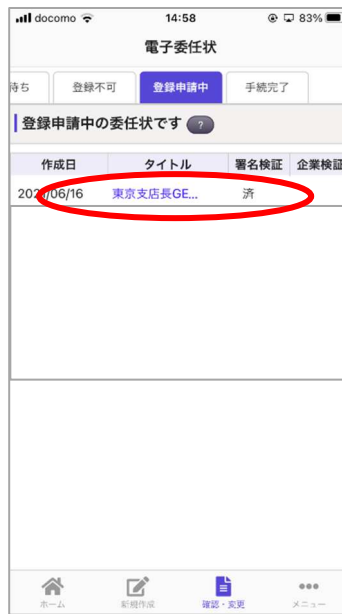 docomo 14:58 83%
電子委任状
待ち 登録不可 登録申請中 手続完了
登録申請中の委任状です ?
作成日 タイトル 署名検証 企業検証
/06/16 東京支店長GE... 済
ホーム 新規作成 確認・変更 メニュー